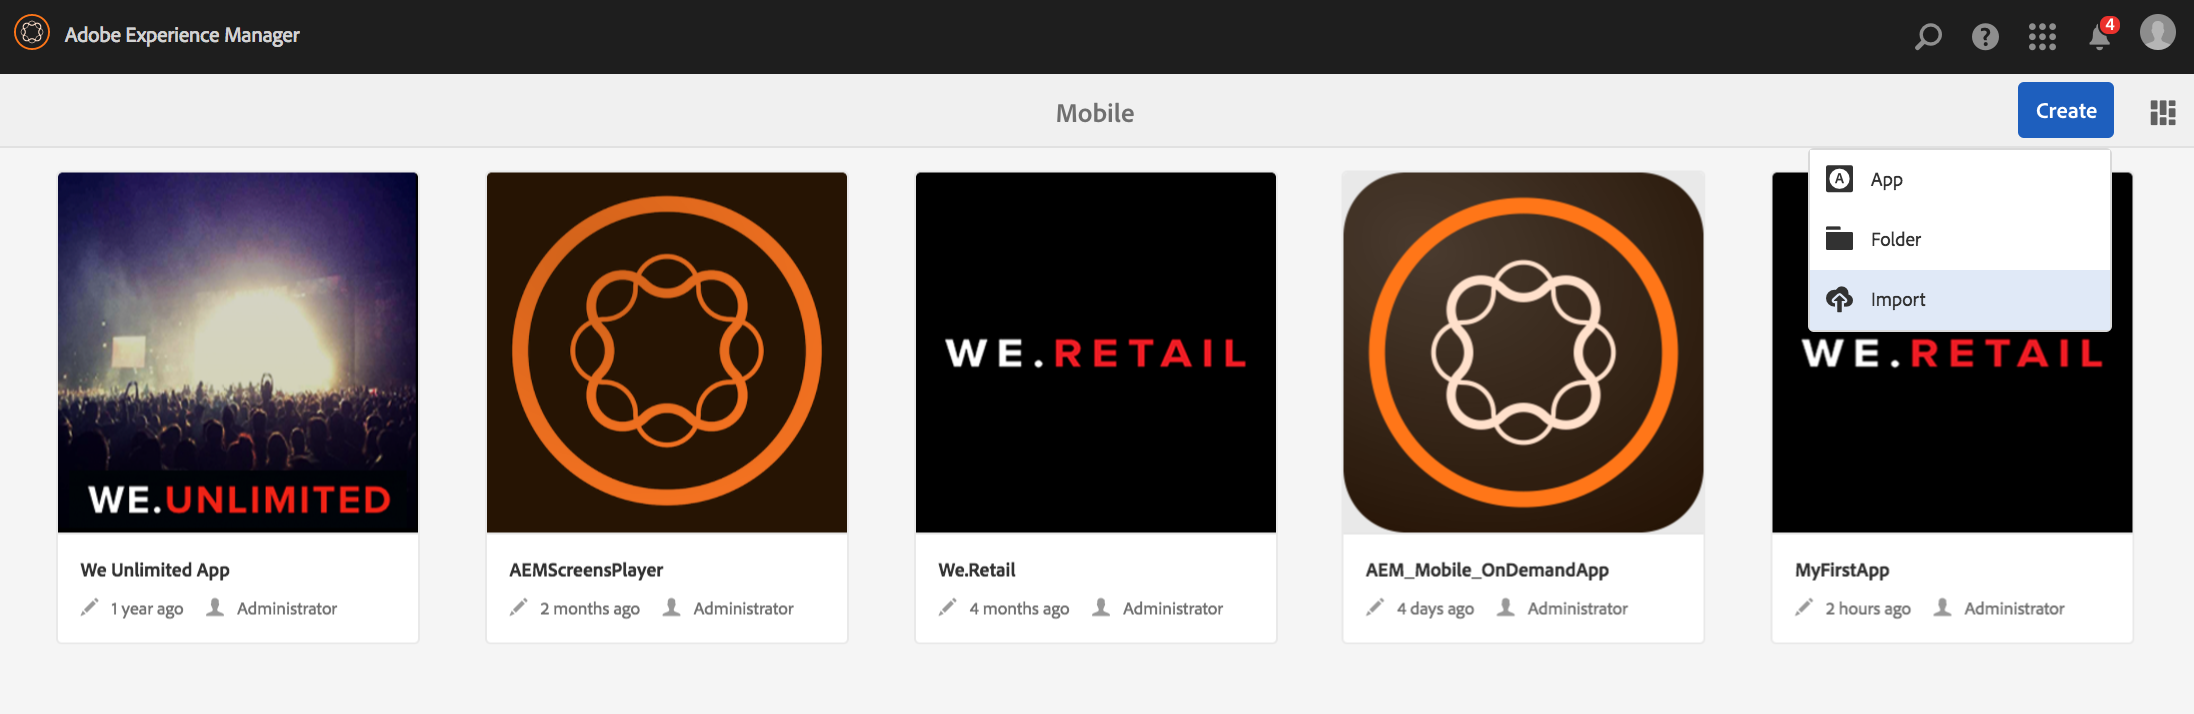 Adobe Experience Manager
4
Mobile
Create
A
App
Folder
Import
WE.UNLIMITED
WE.RETAIL
WE.RETAIL
We Unlimited App
1 year ago Administrator
AEMScreensPlayer
2 months ago Administrator
We.Retail
4 months ago Administrator
AEM_Mobile_OnDemandApp
4 days ago Administrator
MyFirstApp
2 hours ago Administrator